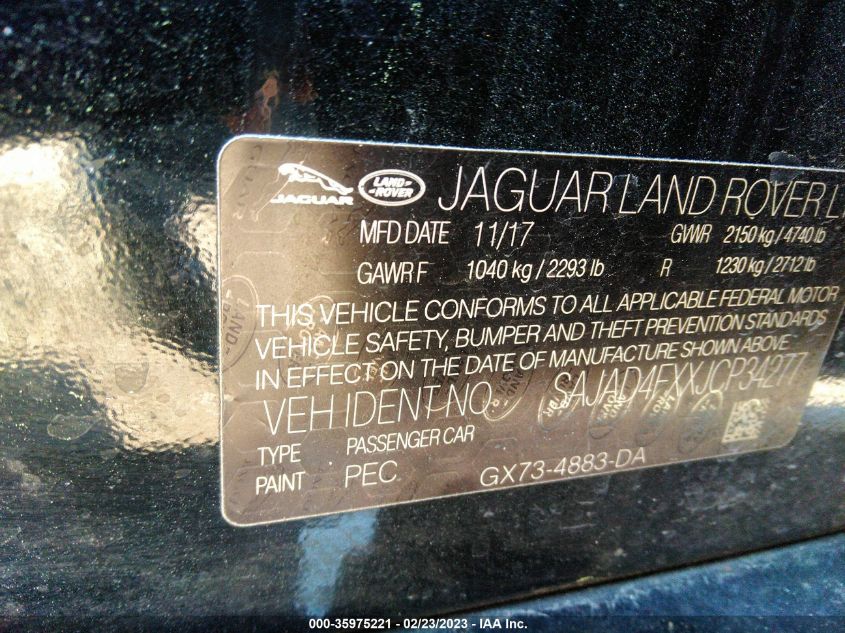 JAGUAR LAND-ROVER JAGUAR LAND ROVER L
MFD DATE 11/17 GVWR 2150 kg / 4740 lb
GAWR F 1040 kg / 2293 lb R 1230 kg / 2712 lb
THIS VEHICLE CONFORMS TO ALL APPLICABLE FEDERAL MOTOR
VEHICLE SAFETY, BUMPER AND THEFT PREVENTION STANDARDS
IN EFFECT ON THE DATE OF MANUFACTURE SHOWN ABOVE
VEH IDENT NO SAJAD4FXXJCP34277
TYPE PASSENGER CAR
PAINT PEC GX73-4883-DA
000-35975221 - 02/23/2023 - IAA Inc.